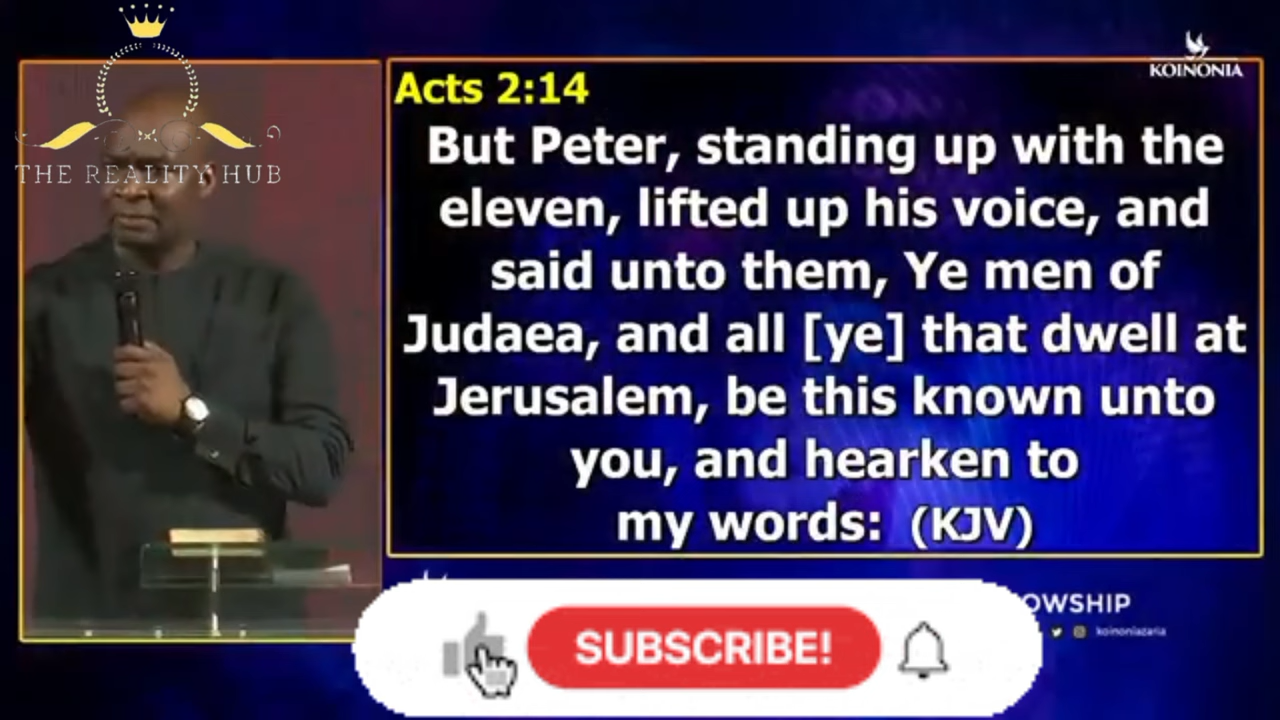 THE REALITY HUB
KOINONIA
Acts 2:14
But Peter, standing up with the
eleven, lifted up his voice, and
said unto them, Ye men of
Judaea, and all [ye] that dwell at
Jerusalem, be this known unto
you, and hearken to
my words: (KJV)
OWSHIP
koinoniazaria
SUBSCRIBE!